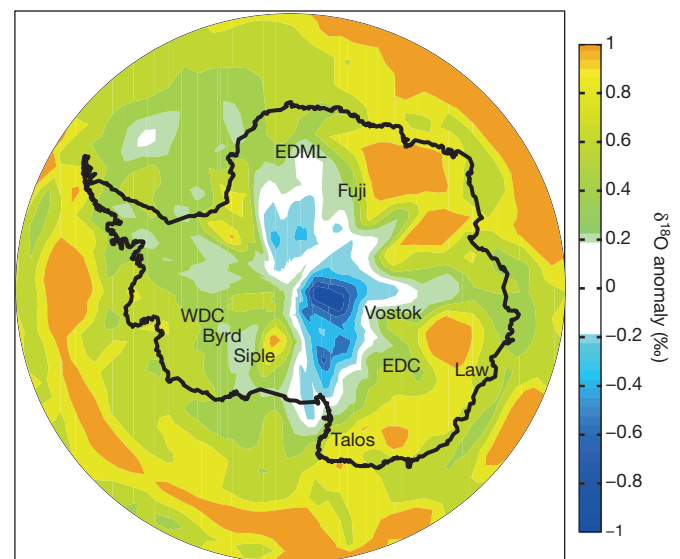 EDML
Fuji
WDC
Byrd
Siple
Vostok
EDC
Law
Talos
1
0.8
0.6
0.4
0.2
0
−0.2
−0.4
−0.6
−0.8
−1
δ18O anomaly (‰)